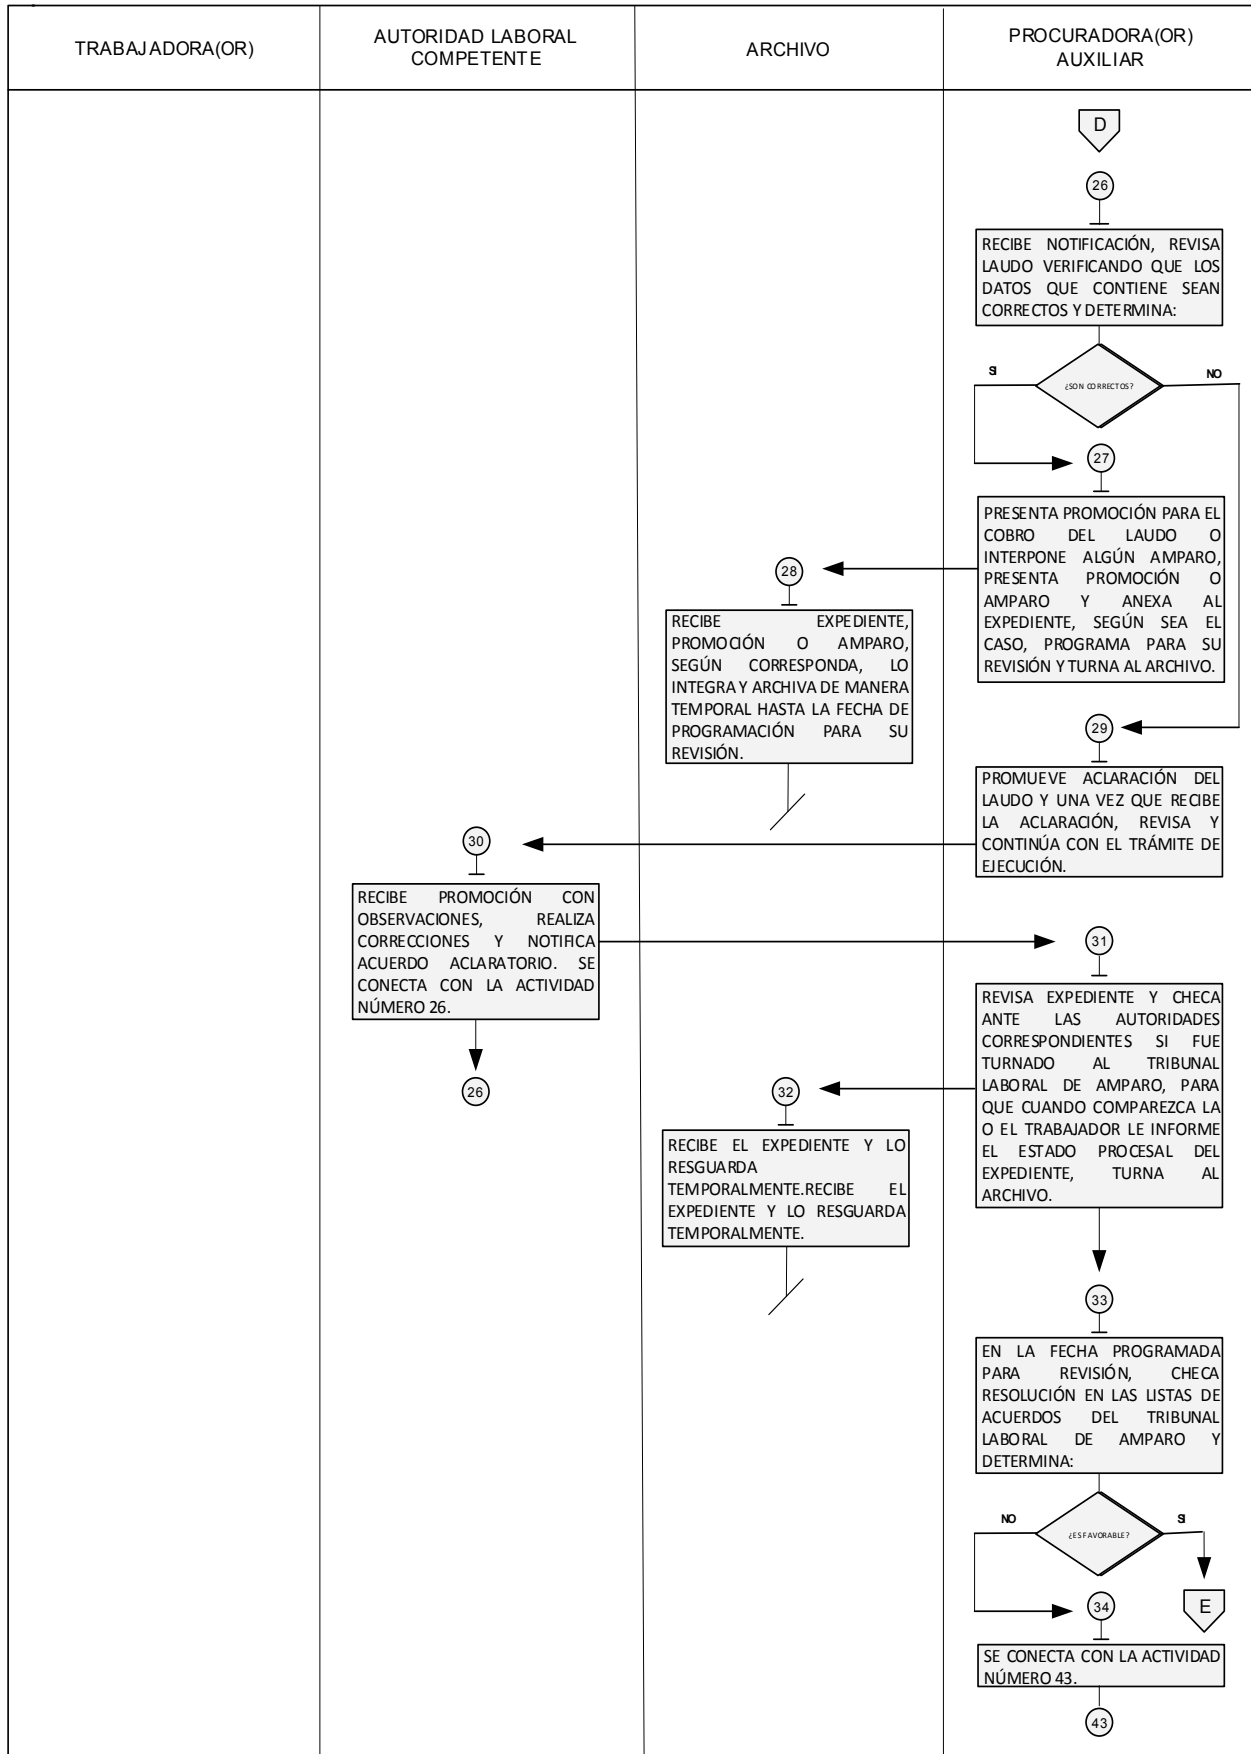 TRABAJADORA(OR)
AUTORIDAD LABORAL
COMPETENTE
ARCHIVO
PROCURADORA(OR)
AUXILIAR
D
26
RECIBE NOTIFICACIÓN, REVISA
LAUDO VERIFICANDO QUE LOS
DATOS QUE CONTIENE SEAN
CORRECTOS Y DETERMINA:
SI
¿SON CORRECTOS?
NO
27
PRESENTA PROMOCIÓN PARA EL
COBRO DEL LAUDO O
INTERPONE ALGÚN AMPARO,
PRESENTA PROMOCIÓN O
AMPARO Y ANEXA AL
EXPEDIENTE, SEGÚN SEA EL
CASO, PROGRAMA PARA SU
REVISIÓN Y TURNA AL ARCHIVO.
28
RECIBE EXPEDIENTE,
PROMOCIÓN O AMPARO,
SEGÚN CORRESPONDA, LO
INTEGRA Y ARCHIVA DE MANERA
TEMPORAL HASTA LA FECHA DE
PROGRAMACIÓN PARA SU
REVISIÓN.
29
PROMUEVE ACLARACIÓN DEL
LAUDO Y UNA VEZ QUE RECIBE
LA ACLARACIÓN, REVISA Y
CONTINÚA CON EL TRÁMITE DE
EJECUCIÓN.
30
RECIBE PROMOCIÓN CON
OBSERVACIONES, REALIZA
CORRECCIONES Y NOTIFICA
ACUERDO ACLARATORIO. SE
CONECTA CON LA ACTIVIDAD
NÚMERO 26.
26
31
REVISA EXPEDIENTE Y CHECA
ANTE LAS AUTORIDADES
CORRESPONDIENTES SI FUE
TURNADO AL TRIBUNAL
LABORAL DE AMPARO, PARA
QUE CUANDO COMPAREZCA LA
O EL TRABAJADOR LE INFORME
EL ESTADO PROCESAL DEL
EXPEDIENTE, TURNA AL
ARCHIVO.
32
RECIBE EL EXPEDIENTE Y LO
RESGUARDA
TEMPORALMENTE.RECIBE EL
EXPEDIENTE Y LO RESGUARDA
TEMPORALMENTE.
33
EN LA FECHA PROGRAMADA
PARA REVISIÓN, CHECA
RESOLUCIÓN EN LAS LISTAS DE
ACUERDOS DEL TRIBUNAL
LABORAL DE AMPARO Y
DETERMINA:
NO
¿ES FAVORABLE?
SI
34
E
SE CONECTA CON LA ACTIVIDAD
NÚMERO 43.
43